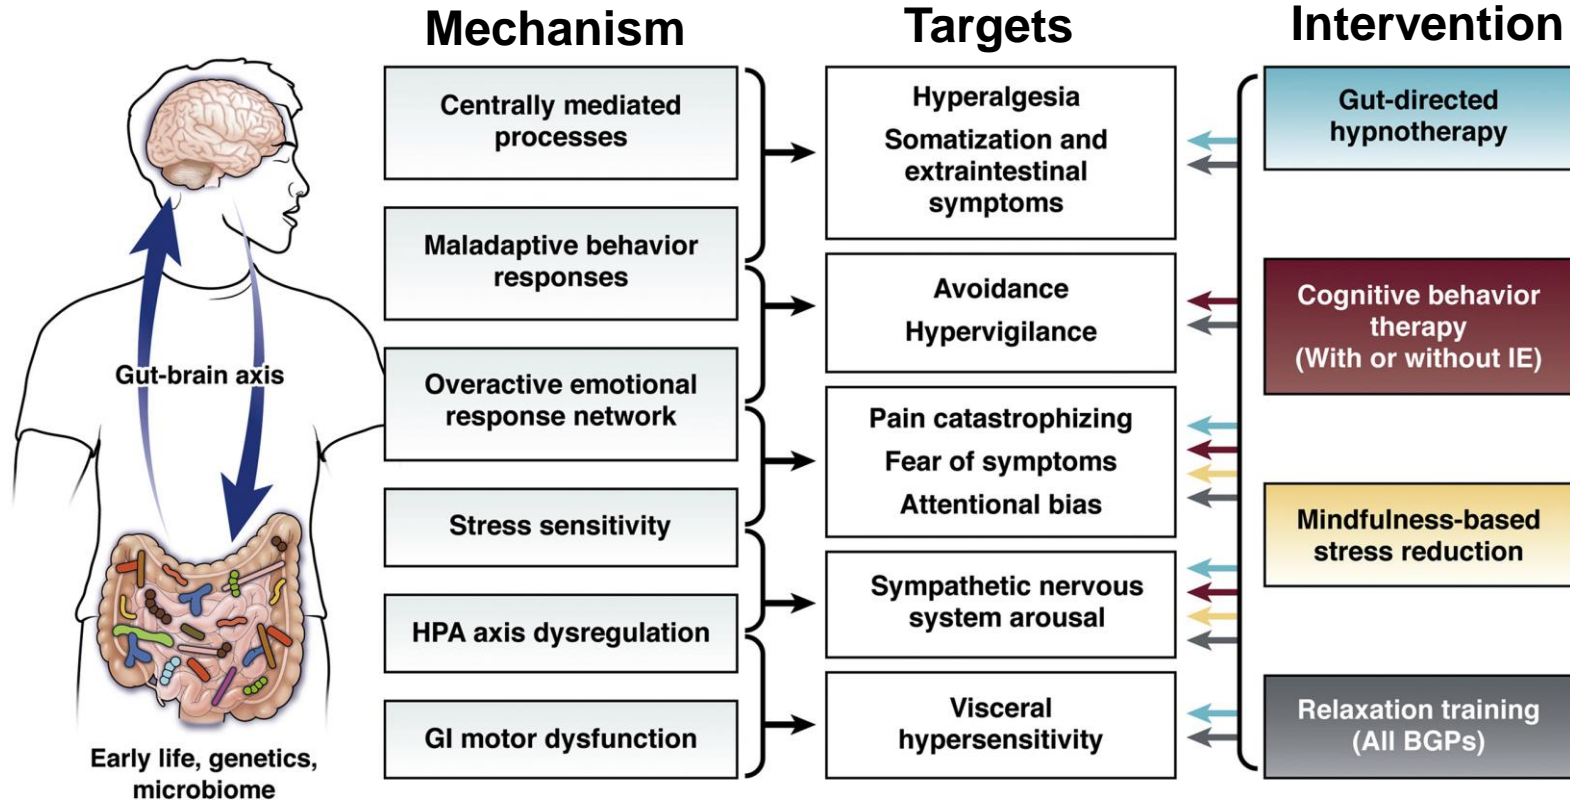 Mechanism
Targets
Intervention
Gut-brain axis
Early life, genetics,
microbiome
Centrally mediated
processes
Maladaptive behavior
responses
Overactive emotional
response network
Stress sensitivity
HPA axis dysregulation
GI motor dysfunction
Hyperalgesia
Somatization and
extraintestinal
symptoms
Avoidance
Hypervigilance
Pain catastrophizing
Fear of symptoms
Attentional bias
Sympathetic nervous
system arousal
Visceral
hypersensitivity
Gut-directed
hypnotherapy
Cognitive behavior
therapy
(With or without IE)
Mindfulness-based
stress reduction
Relaxation training
(All BGPs)